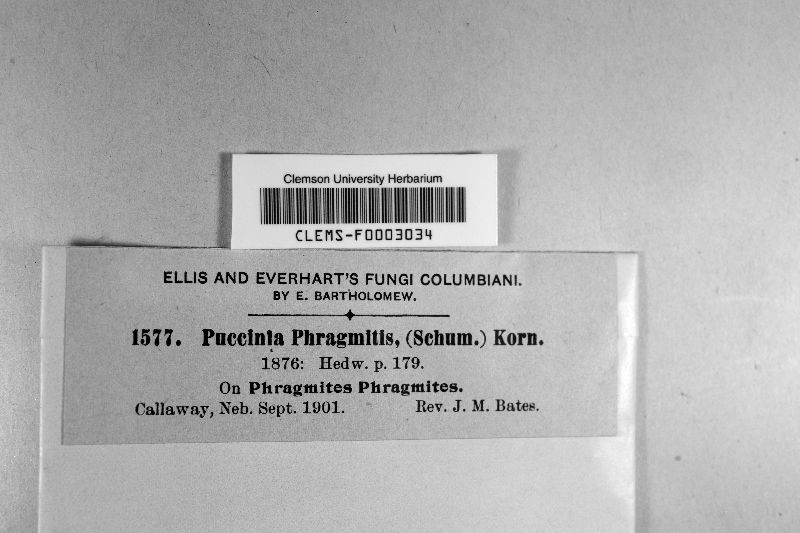 Clemson University Herbarium
CLEMS-F0003034
ELLIS AND EVERHART'S FUNGI COLUMBIANI.
BY E. BARTHOLOMEW.
1577. Puccinia Phragmitis, (Schum.) Korn.
1876: Hedw. p. 179.
On Phragmites Phragmites.
Callaway, Neb. Sept. 1901. Rev. J. M. Bates.